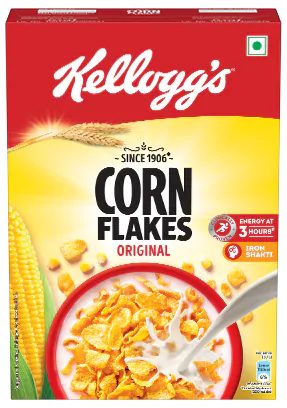 Kellogg's
SINCE 1906*
CORN
FLAKES
ORIGINAL
ENERGY AT
3 HOURS#
IRON
SHAKTI